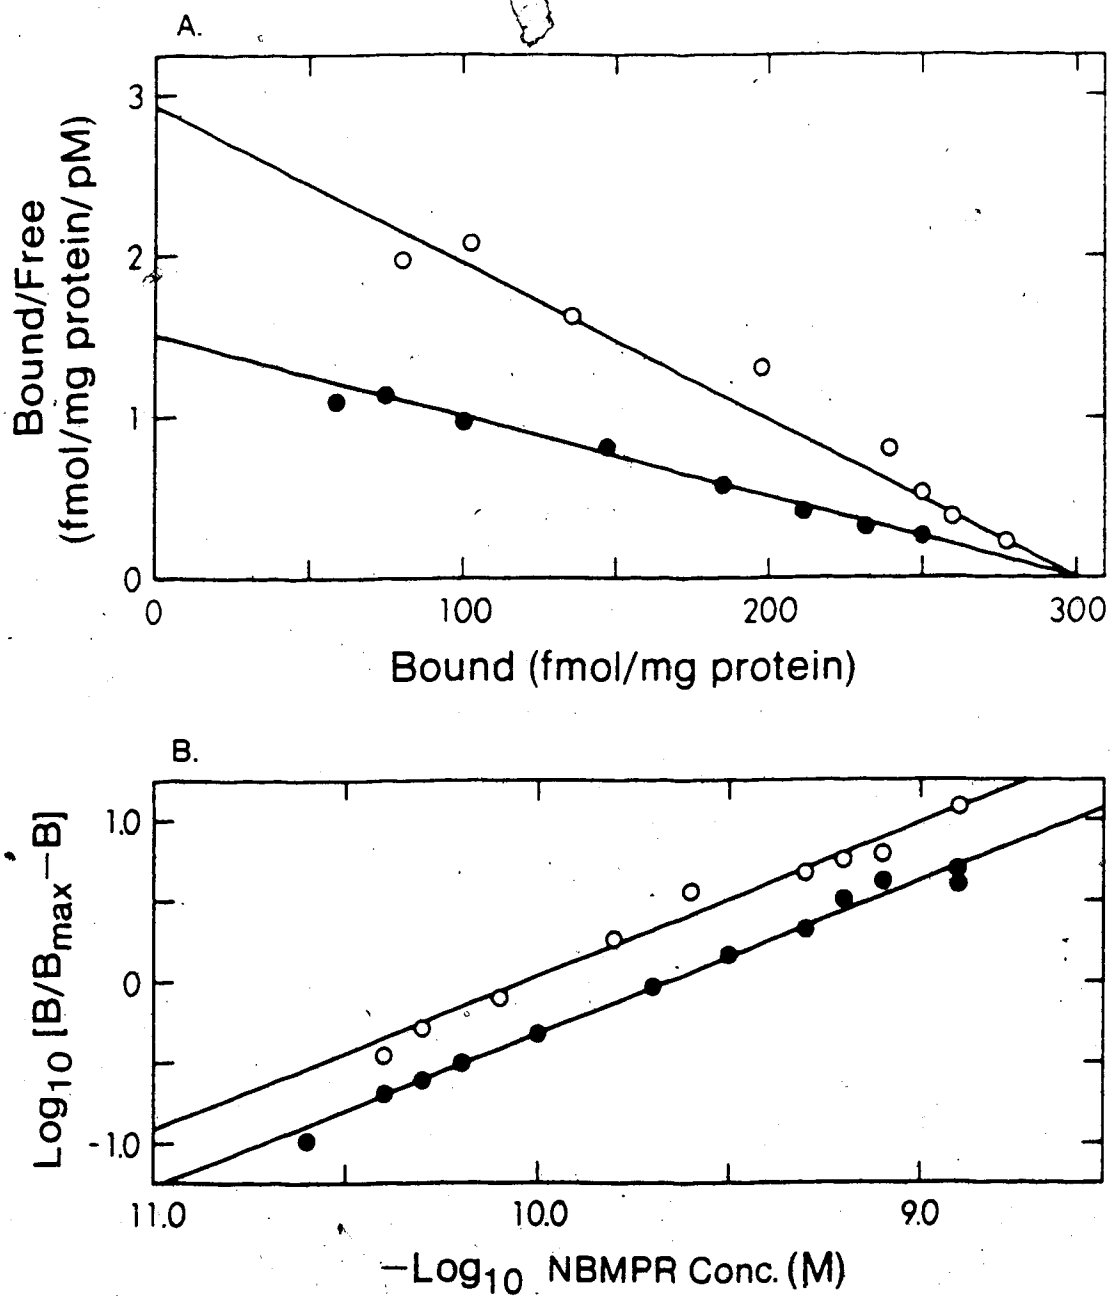 A.
Bound/Free
(fmol/mg protein/pM)
3
2
1
0
0 100 200 300
Bound (fmol/mg protein)
B.
Log10 [B/Bmax-B]
1.0
0
-1.0
11.0 10.0 9.0
-Log10 NBMPR Conc. (M)